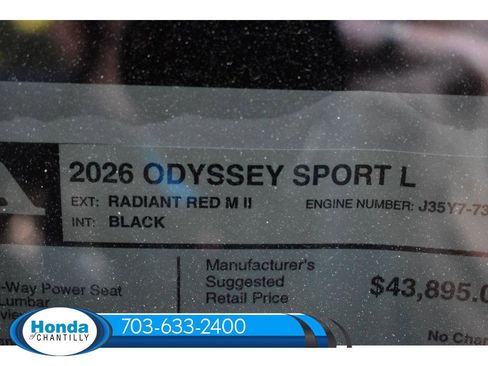 2026 ODYSSEY SPORT L
EXT: RADIANT RED M II
ENGINE NUMBER: J35Y7-73
INT: BLACK
-Way Power Seat
Lumbar
Manufacturer's
Suggested
Retail Price
$43,895.0
No Char
Honda
of CHANTILLY
703-633-2400